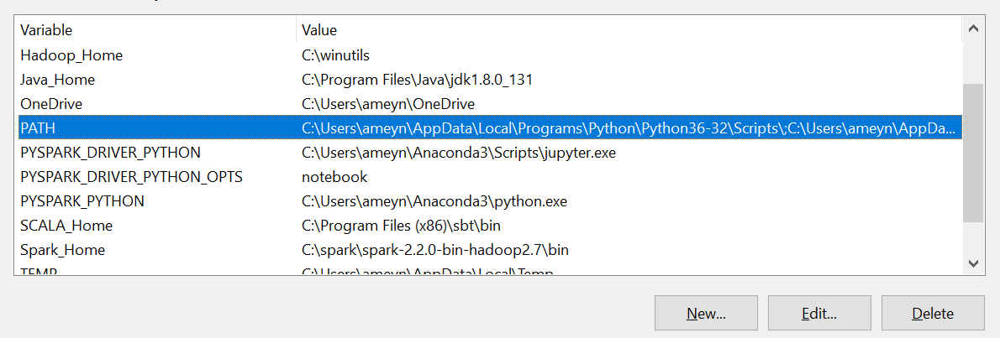 Variable Value
Hadoop_Home C:\winutils
Java_Home C:\Program Files\Java\jdk1.8.0_131
OneDrive C:\Users\ameyn\OneDrive
PATH C:\Users\ameyn\AppData\Local\Programs\Python\Python36-32\Scripts\;C:\Users\ameyn\AppDa...
PYSPARK_DRIVER_PYTHON C:\Users\ameyn\Anaconda3\Scripts\jupyter.exe
PYSPARK_DRIVER_PYTHON_OPTS notebook
PYSPARK_PYTHON C:\Users\ameyn\Anaconda3\python.exe
SCALA_Home C:\Program Files (x86)\sbt\bin
Spark_Home C:\spark\spark-2.2.0-bin-hadoop2.7\bin
TEMP C:\Users\ameyn\AppData\Local\Temp
New... Edit... Delete